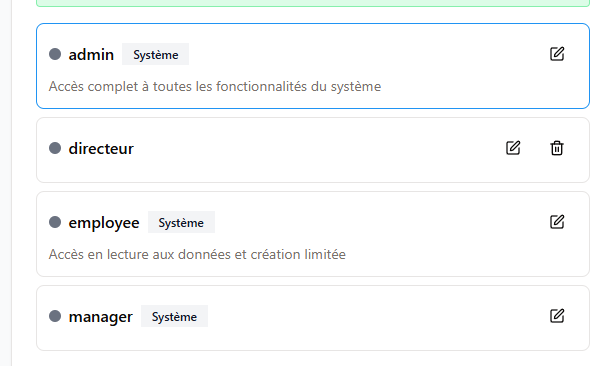 admin Système
Accès complet à toutes les fonctionnalités du système
directeur
employee Système
Accès en lecture aux données et création limitée
manager Système